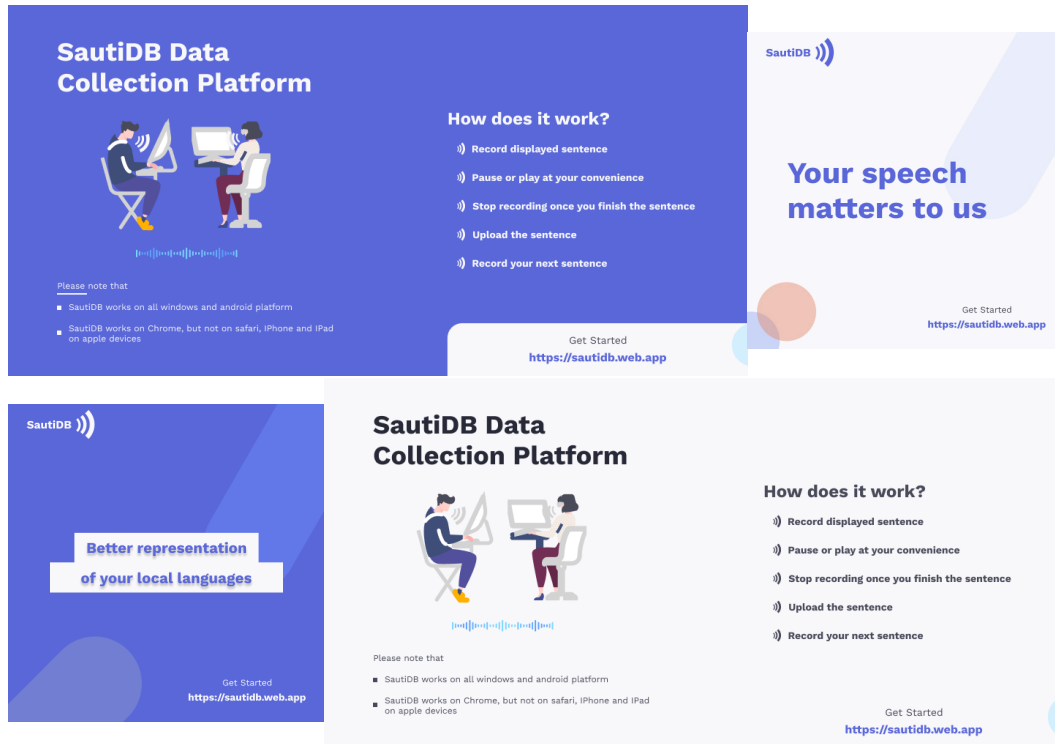 SautiDB Data
Collection Platform
Please note that
SautiDB works on all windows and android platform
SautiDB works on Chrome, but not on safari, IPhone and IPad
on apple devices
How does it work?
Record displayed sentence
Pause or play at your convenience
Stop recording once you finish the sentence
Upload the sentence
Record your next sentence
Get Started
https://sautidb.web.app
SautiDB
Your speech
matters to us
Get Started
https://sautidb.web.app
SautiDB
Better representation
of your local languages
Get Started
https://sautidb.web.app
SautiDB Data
Collection Platform
Please note that
SautiDB works on all windows and android platform
SautiDB works on Chrome, but not on safari, IPhone and IPad
on apple devices
How does it work?
Record displayed sentence
Pause or play at your convenience
Stop recording once you finish the sentence
Upload the sentence
Record your next sentence
Get Started
https://sautidb.web.app